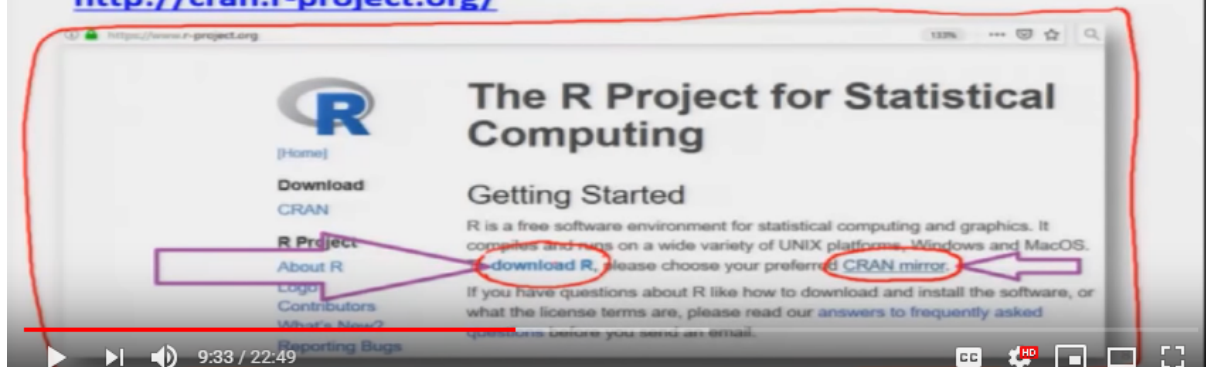 http://cran.r-project.org/
https://www.r-project.org
133%
R
The R Project for Statistical
Computing
[Home]
Download
CRAN
R Project
About R
Logo
Contributors
What's New?
Reporting Bugs
Getting Started
R is a free software environment for statistical computing and graphics. It
compiles and runs on a wide variety of UNIX platforms, Windows and MacOS.
download R, please choose your preferred CRAN mirror.
If you have questions about R like how to download and install the software, or
what the license terms are, please read our answers to frequently asked
questions before you send an email.
9:33 / 22:49
CC
HD